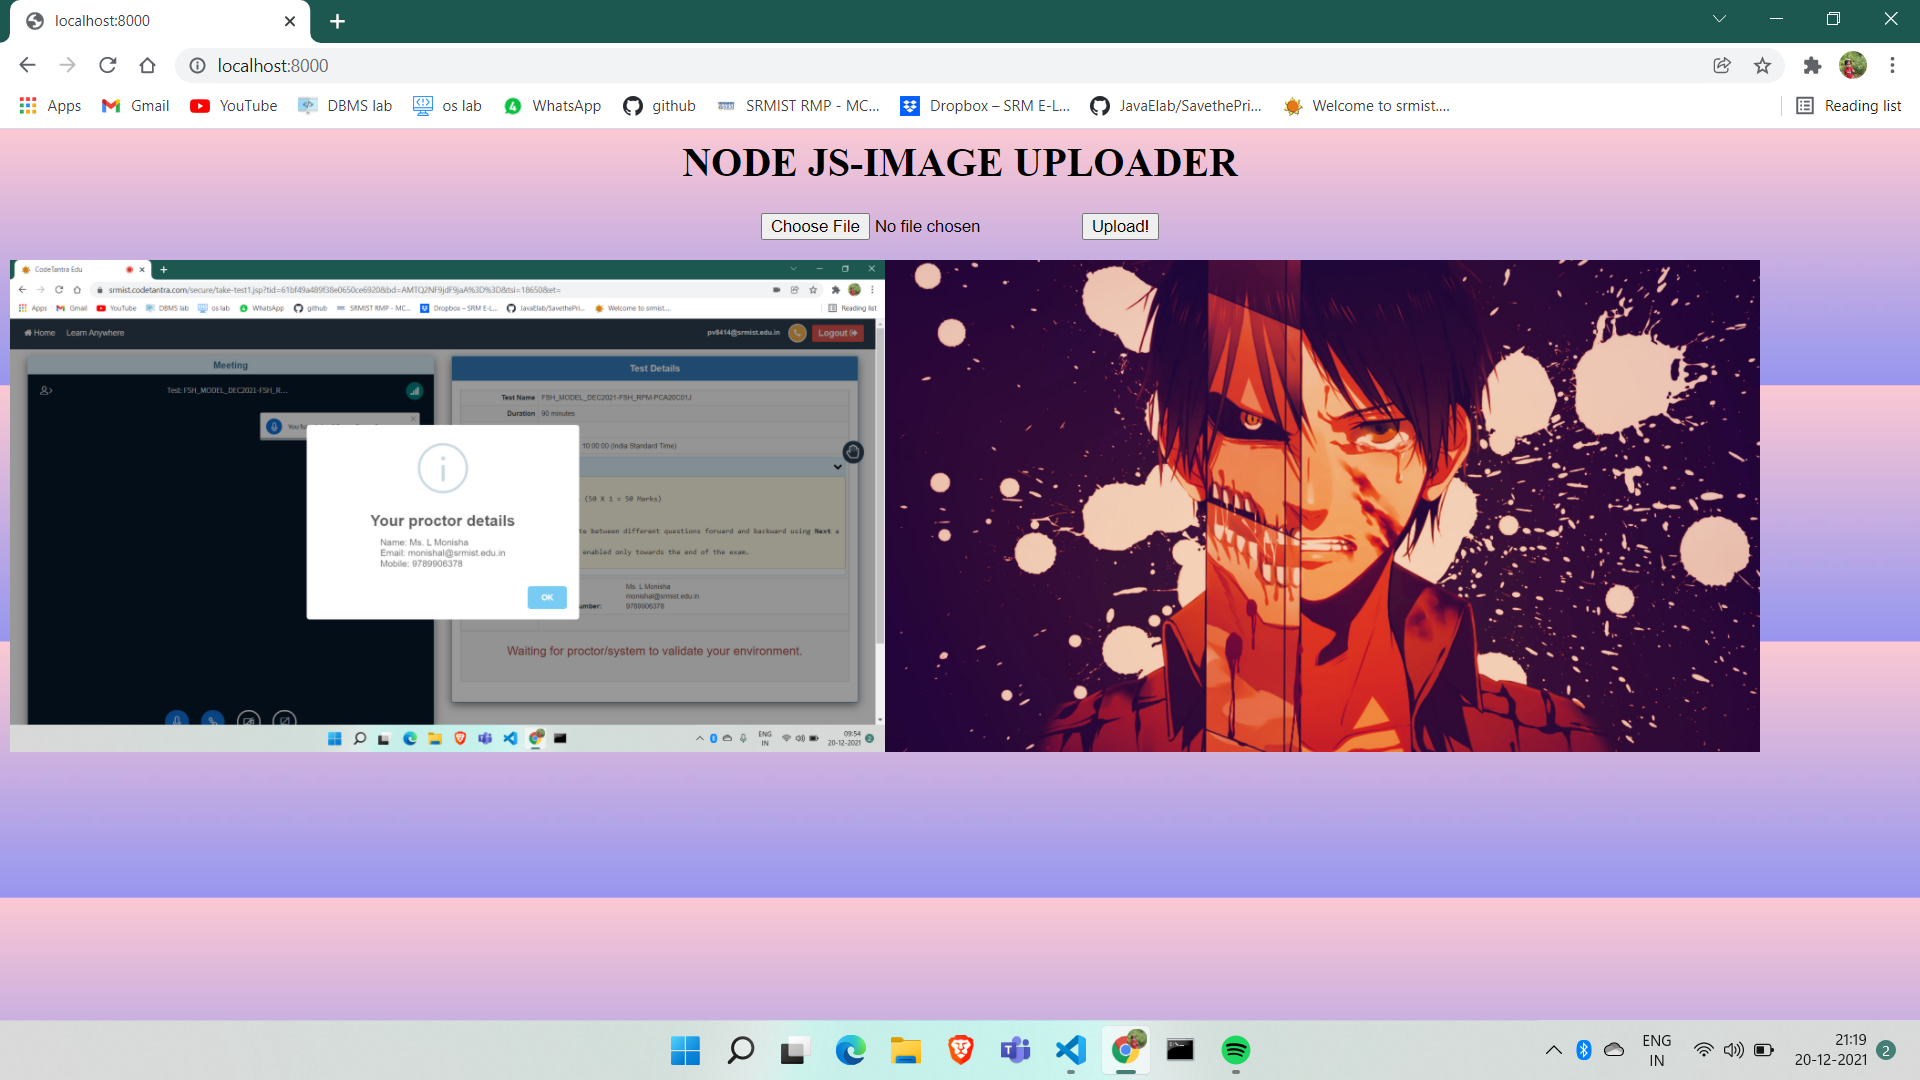 localhost:8000
localhost:8000
Apps Gmail YouTube DBMS lab os lab WhatsApp github SRMIST RMP - MC... Dropbox – SRM E-L... JavaElab/SavethePri... Welcome to srmist.... Reading list
NODE JS-IMAGE UPLOADER
Choose File No file chosen Upload!
CodeTantra Edu
srmist.codetantra.com/secure/take-test1.jsp?tid=61bf49a489f38e0650ce6920&bd=AMTQ2NF9jdF9jaA%3D%3D&tsi=18650&et=
Apps Gmail YouTube DBMS lab os lab WhatsApp github SRMIST RMP - MC... Dropbox – SRM E-L... JavaElab/SavethePri... Welcome to srmist.... Reading list
Home Learn Anywhere pv8414@srmist.edu.in Logout
Meeting
Test: FSH_MODEL_DEC2021-FSH_R...
Test Details
Test Name FSH_MODEL_DEC2021-FSH_RPM-PCA20C01J
Duration 90 minutes
10:00:00 (India Standard Time)
(50 X 1 = 50 Marks)
between different questions forward and backward using Next a
enabled only towards the end of the exam.
Ms. L Monisha
monishal@srmist.edu.in
umber: 9789906378
Waiting for proctor/system to validate your environment.
Your proctor details
Name: Ms. L Monisha
Email: monishal@srmist.edu.in
Mobile: 9789906378
OK
ENG
IN
09:54
20-12-2021
ENG
IN
21:19
20-12-2021
2